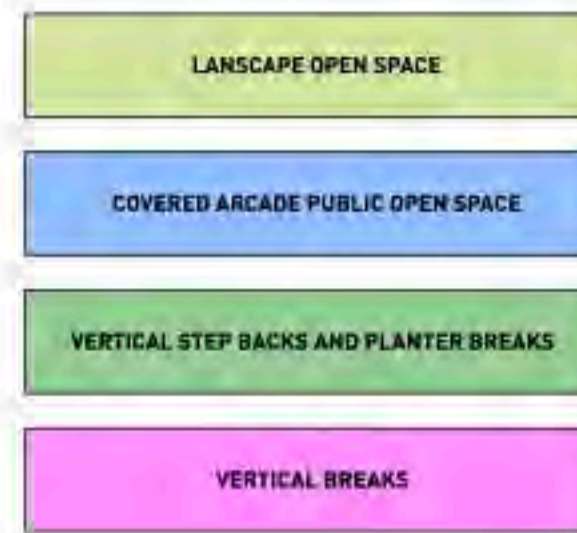 LANSCAPE OPEN SPACE
COVERED ARCADE PUBLIC OPEN SPACE
VERTICAL STEP BACKS AND PLANTER BREAKS
VERTICAL BREAKS